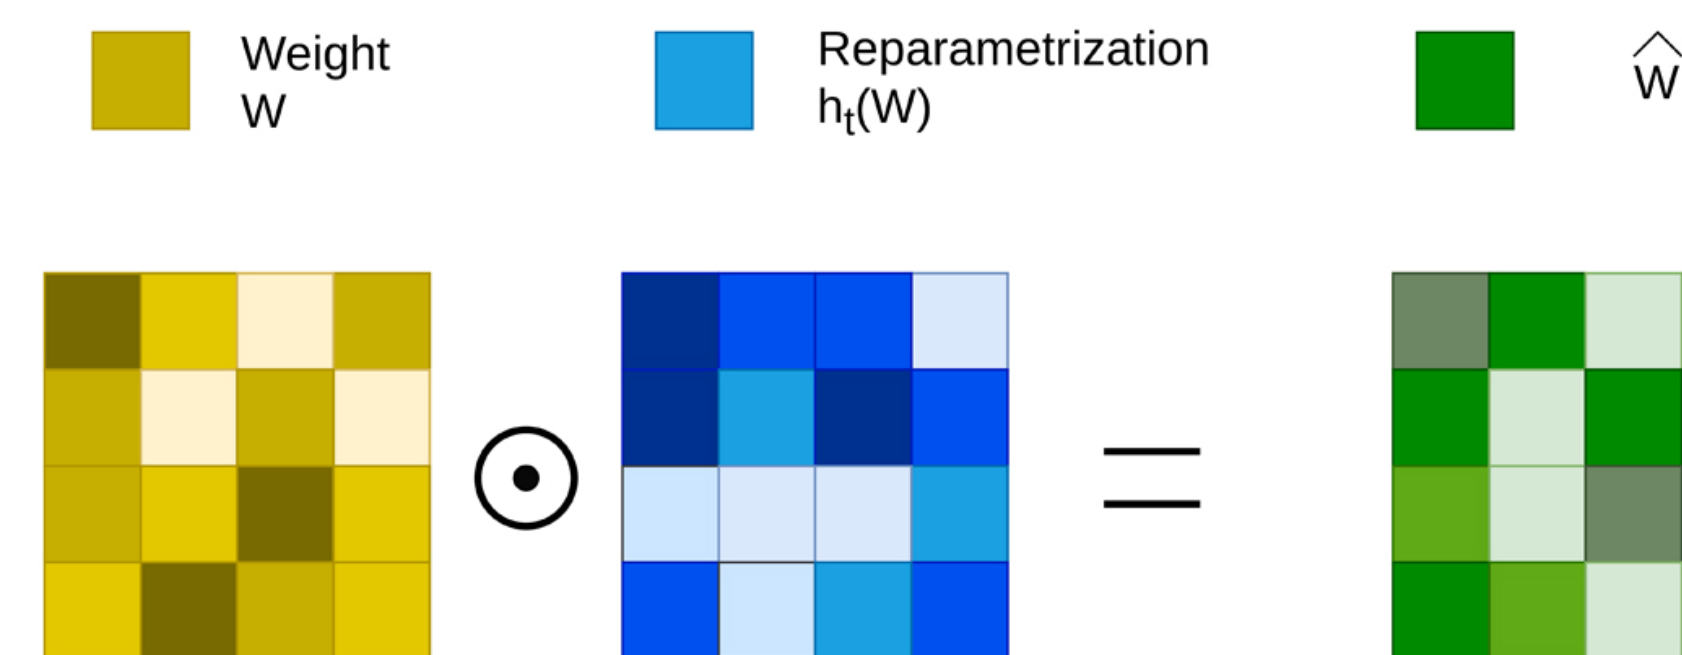 Weight
W
Reparametrization
hₜ(W)
Ŵ
⊙
=